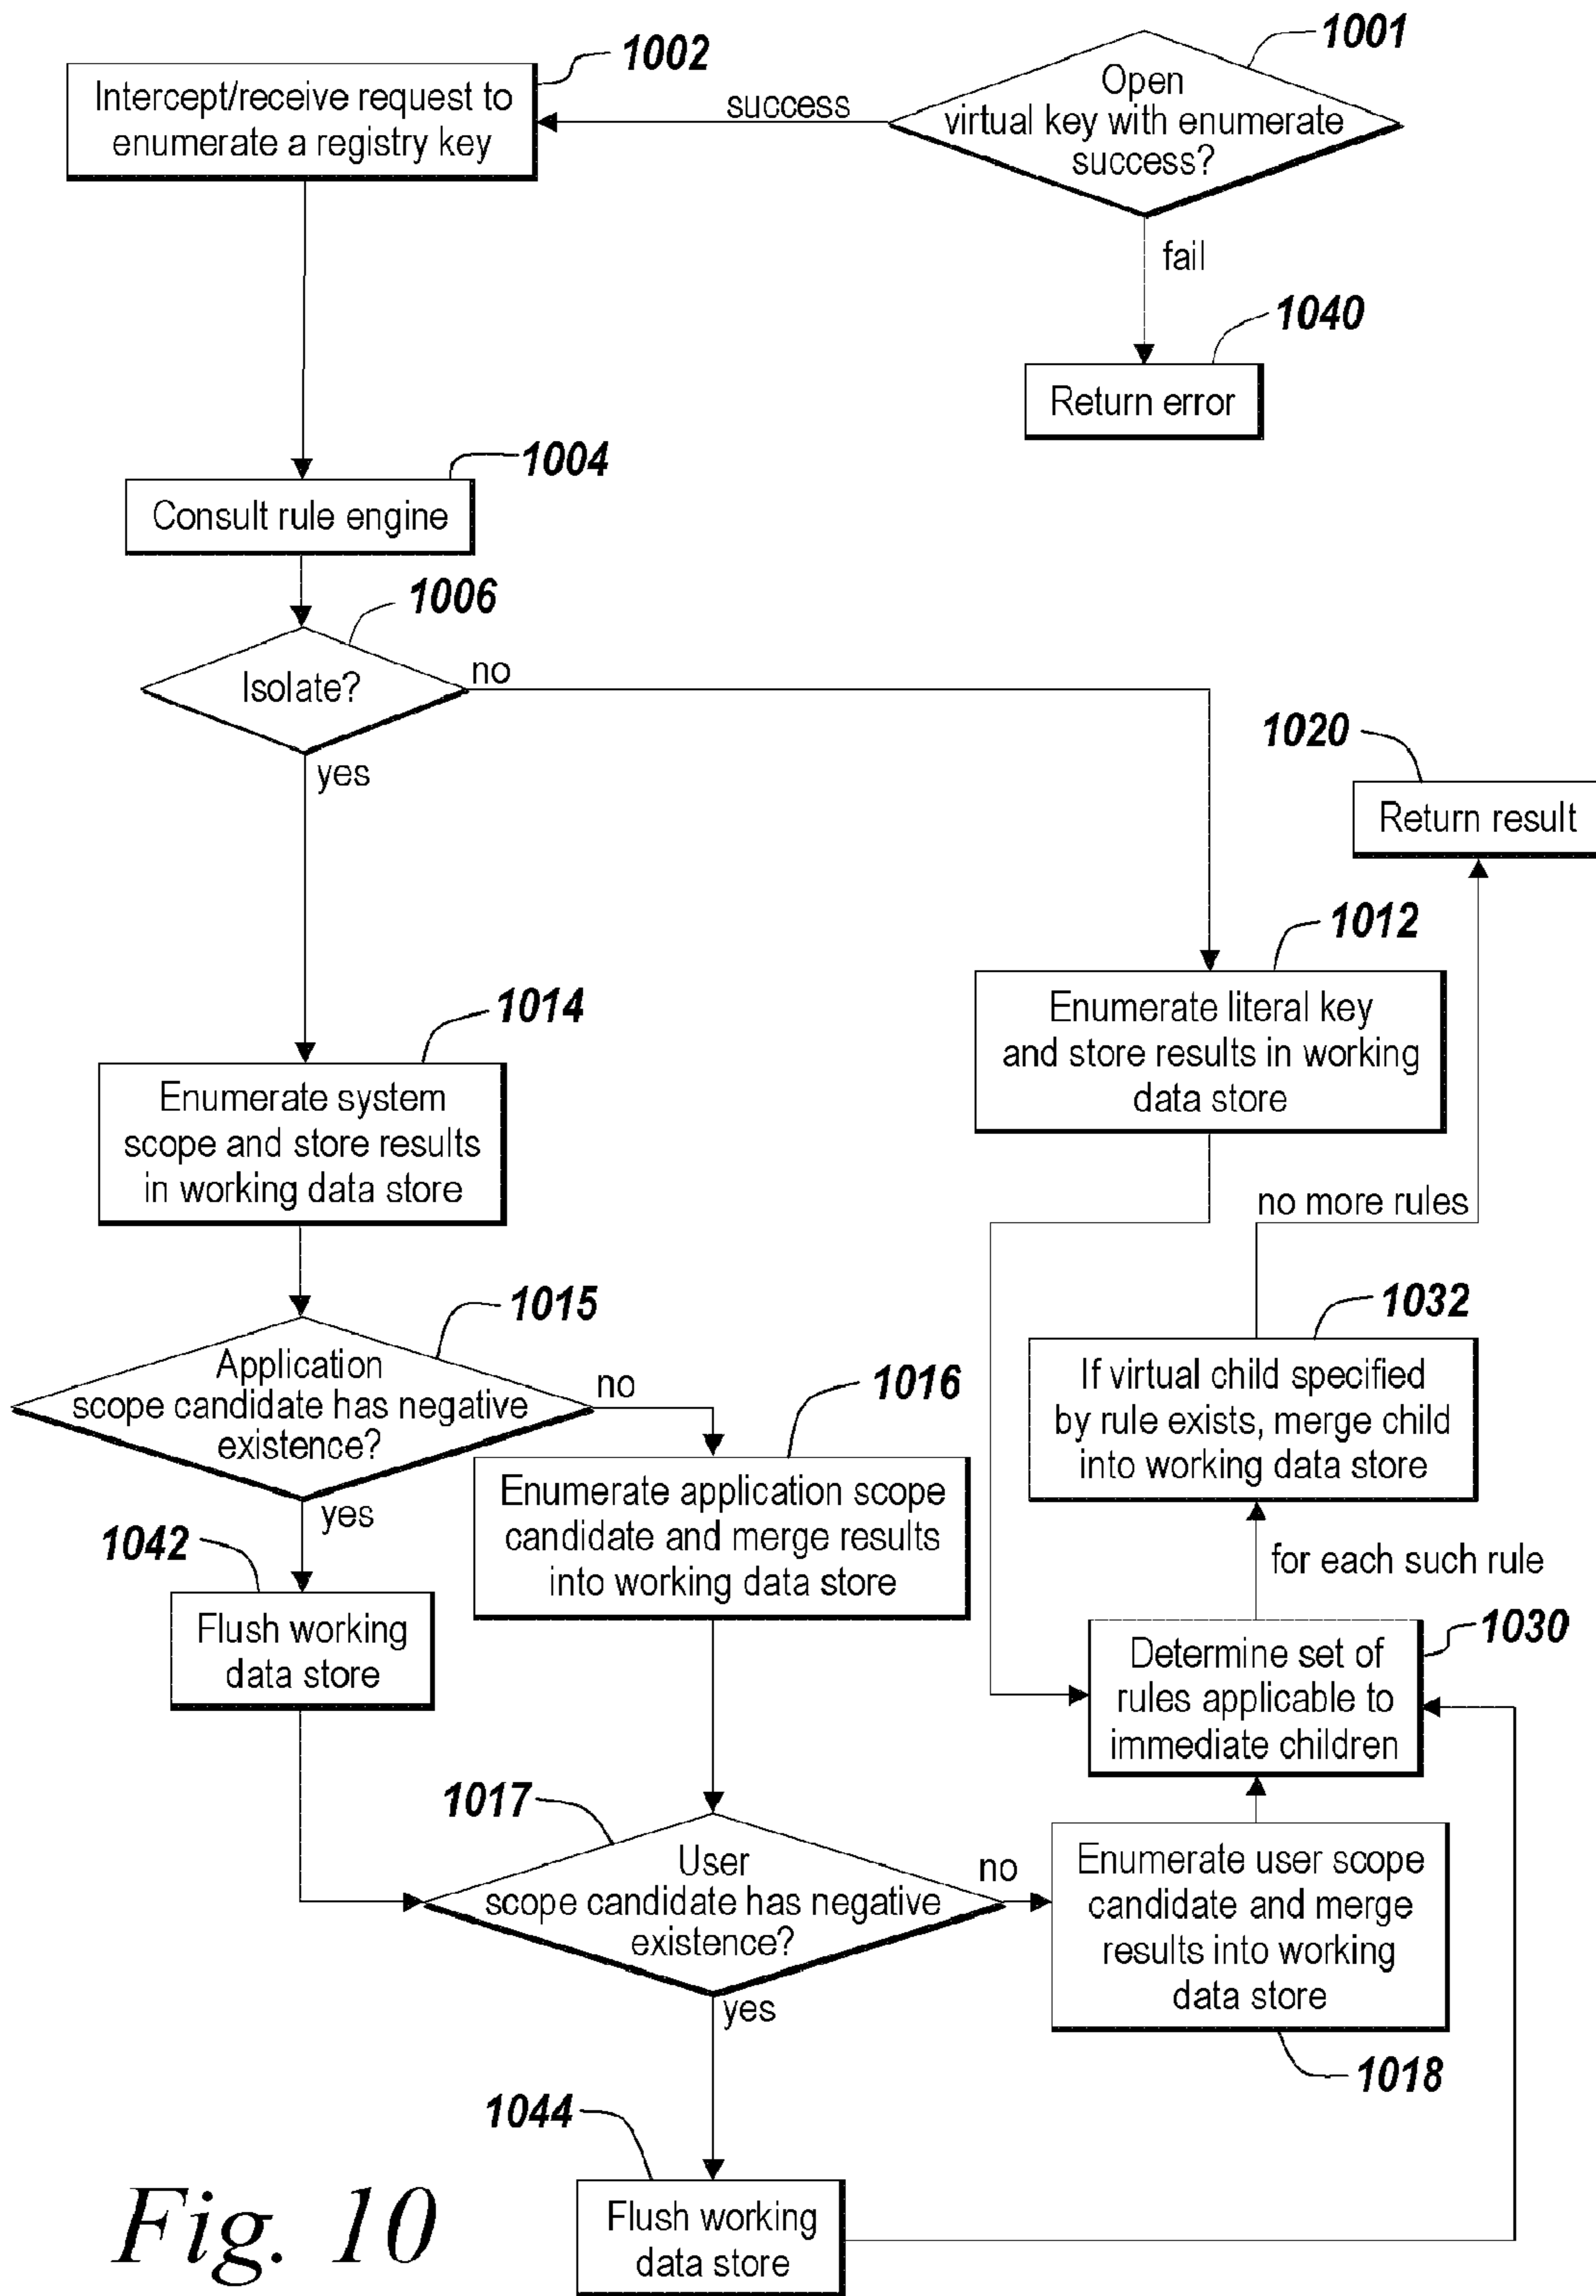 1002
1001
Intercept/receive request to
enumerate a registry key
success
Open
virtual key with enumerate
success?
fail
1040
Return error
1004
Consult rule engine
1006
Isolate?
no
yes
1020
Return result
1012
Enumerate literal key
and store results in working
data store
1014
Enumerate system
scope and store results
in working data store
no more rules
1015
Application
scope candidate has negative
existence?
no
yes
1016
Enumerate application scope
candidate and merge results
into working data store
1032
If virtual child specified
by rule exists, merge child
into working data store
for each such rule
1042
Flush working
data store
1030
Determine set of
rules applicable to
immediate children
1017
User
scope candidate has negative
existence?
no
yes
Enumerate user scope
candidate and merge
results into working
data store
1018
1044
Flush working
data store
Fig. 10